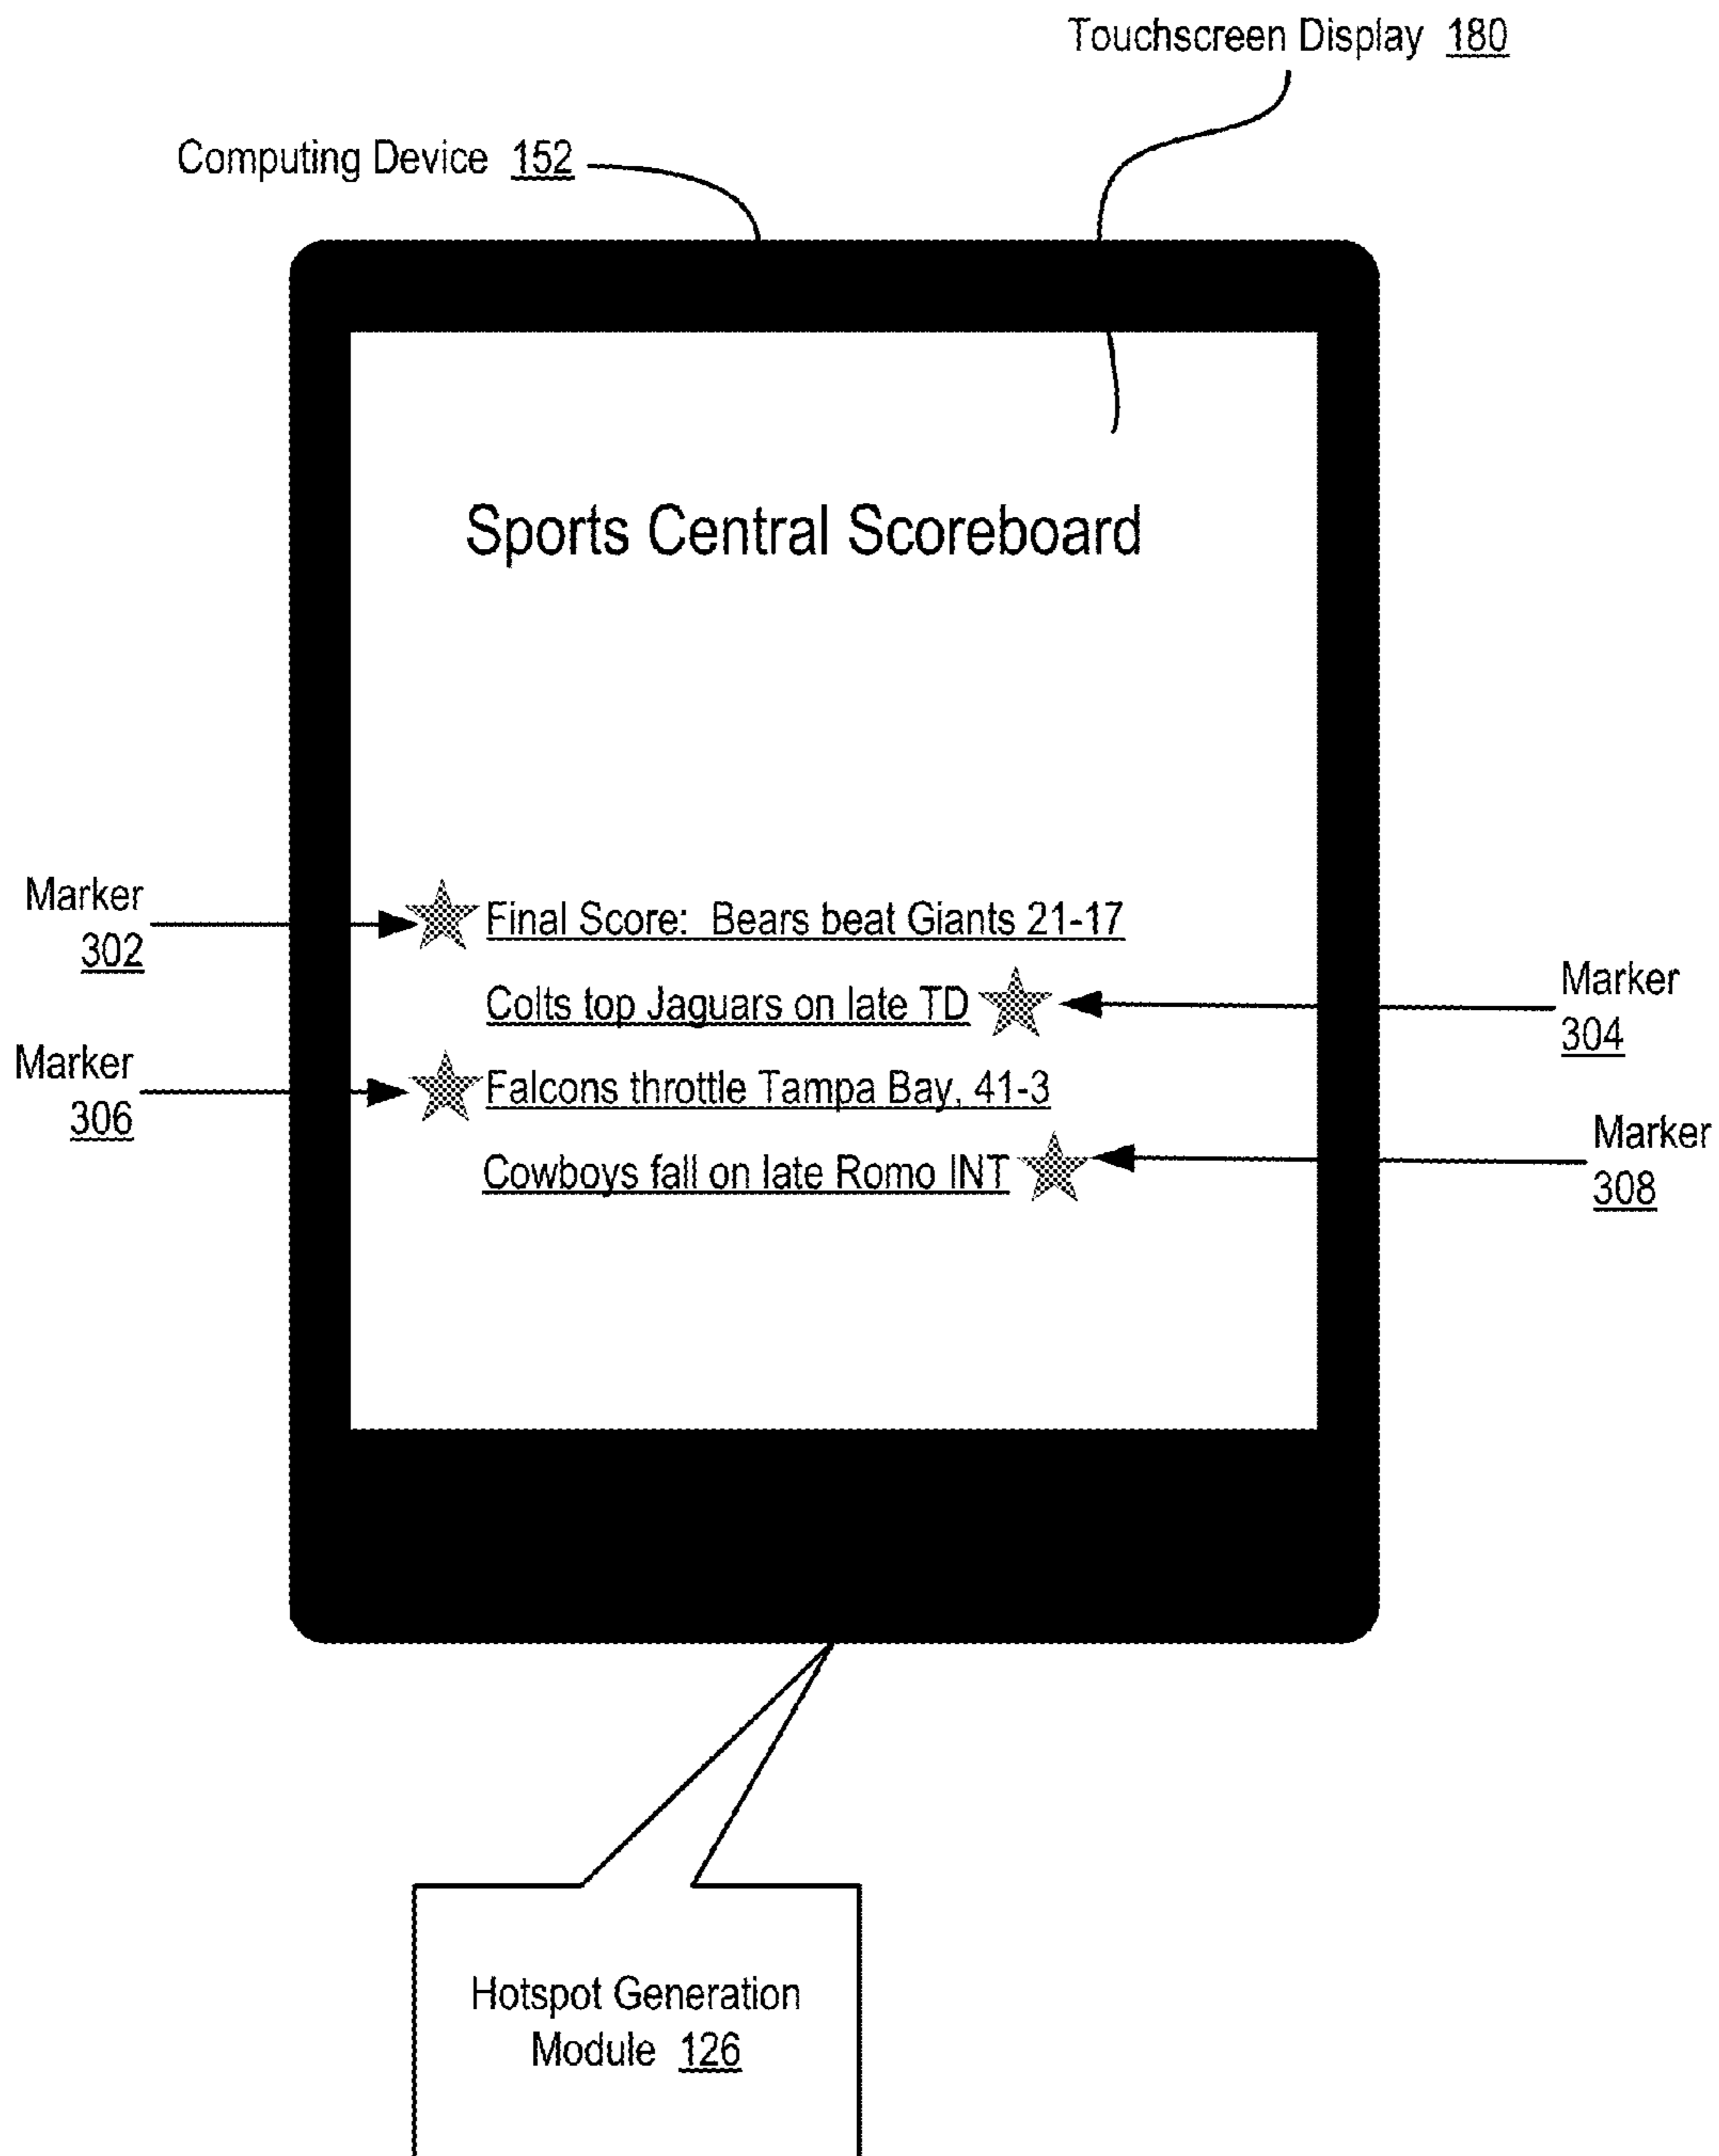 Touchscreen Display 180
Computing Device 152
Sports Central Scoreboard
Marker
302
Final Score: Bears beat Giants 21-17
Colts top Jaguars on late TD
Marker
304
Marker
306
Falcons throttle Tampa Bay, 41-3
Cowboys fall on late Romo INT
Marker
308
Hotspot Generation
Module 126